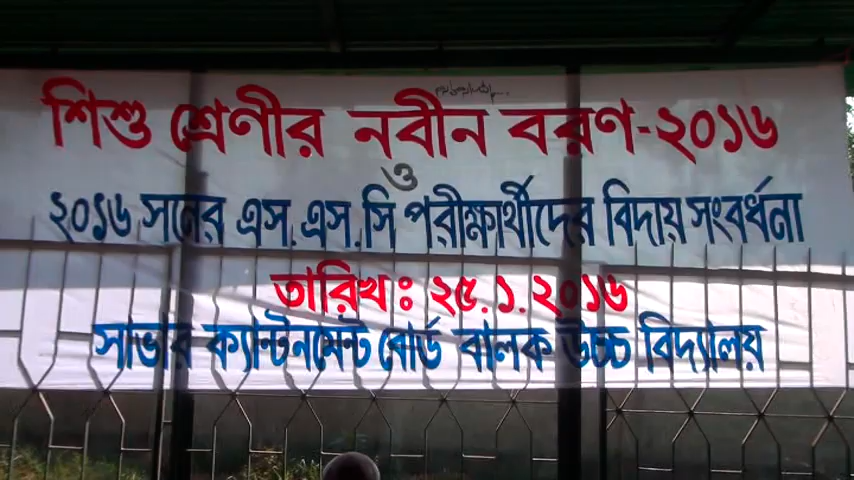 শিশু শ্রেণীর নবীন বরণ-২০১৬
ও
২০১৬ সনের এস.এস.সি পরীক্ষার্থীদের বিদায় সংবর্ধনা
তারিখ : ২৫.১.২০১৬
সাভার ক্যান্টনমেন্ট বোর্ড বালক উচ্চ বিদ্যালয়